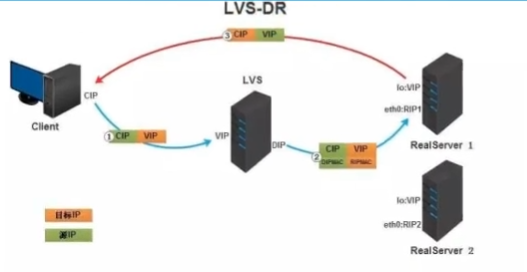 LVS-DR
③ CIP VIP
LVS
CIP
Client
① CIP VIP
VIP
DIP
② CIP VIP
DIPMAC RIPMAC
lo:VIP
eth0:RIP1
RealServer 1
lo:VIP
eth0:RIP2
RealServer 2
目标IP
源IP